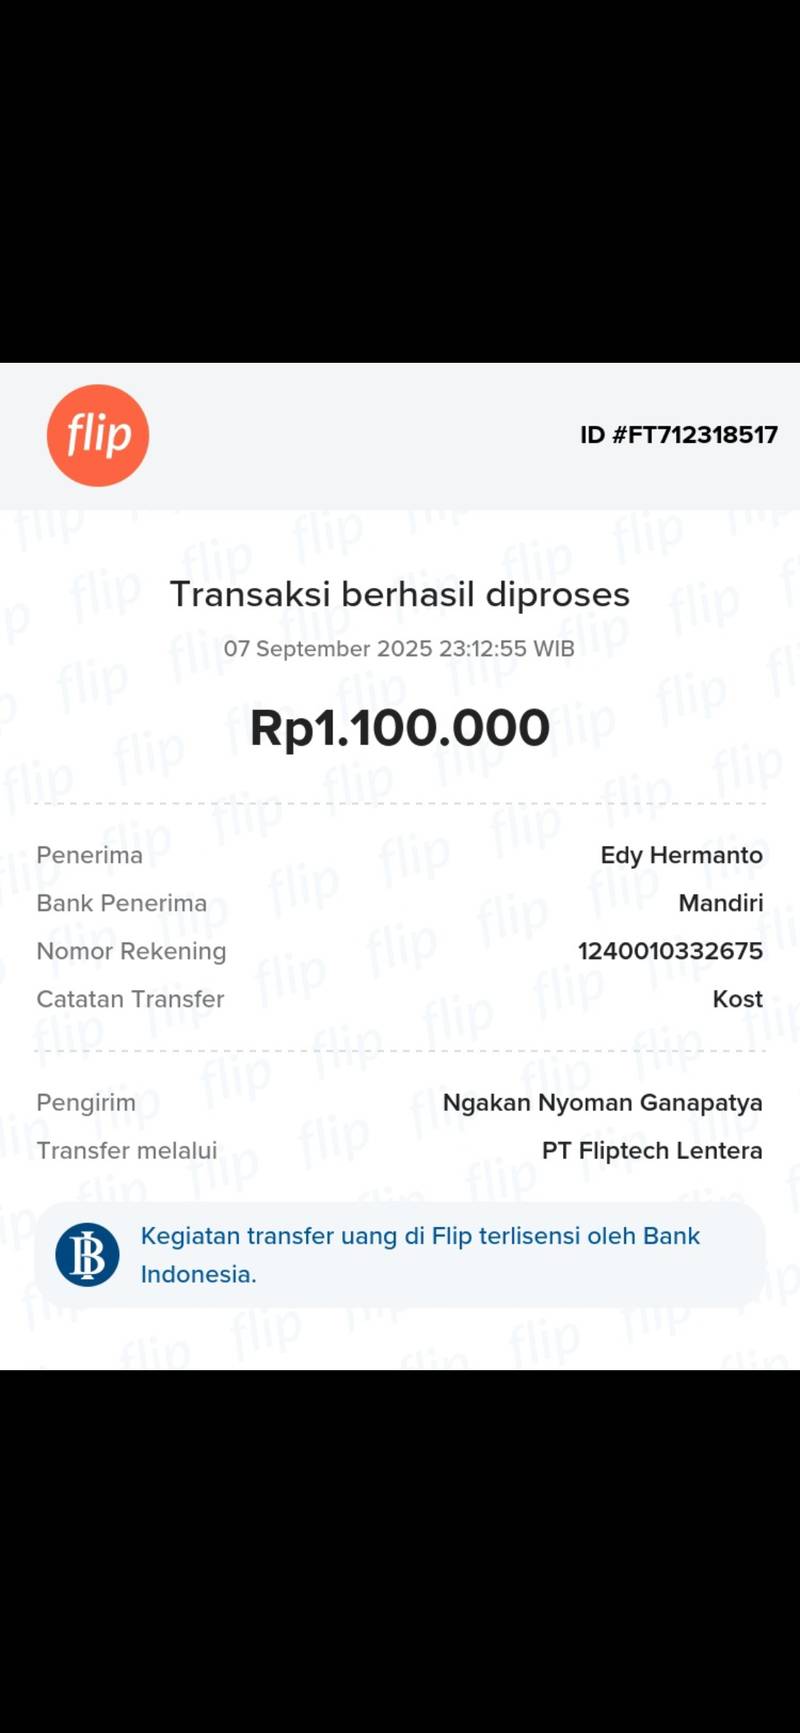 flip
ID #FT712318517
Transaksi berhasil diproses
07 September 2025 23:12:55 WIB
Rp1.100.000
Penerima Edy Hermanto
Bank Penerima Mandiri
Nomor Rekening 1240010332675
Catatan Transfer Kost
Pengirim Ngakan Nyoman Ganapatya
Transfer melalui PT Fliptech Lentera
Kegiatan transfer uang di Flip terlisensi oleh Bank
Indonesia.